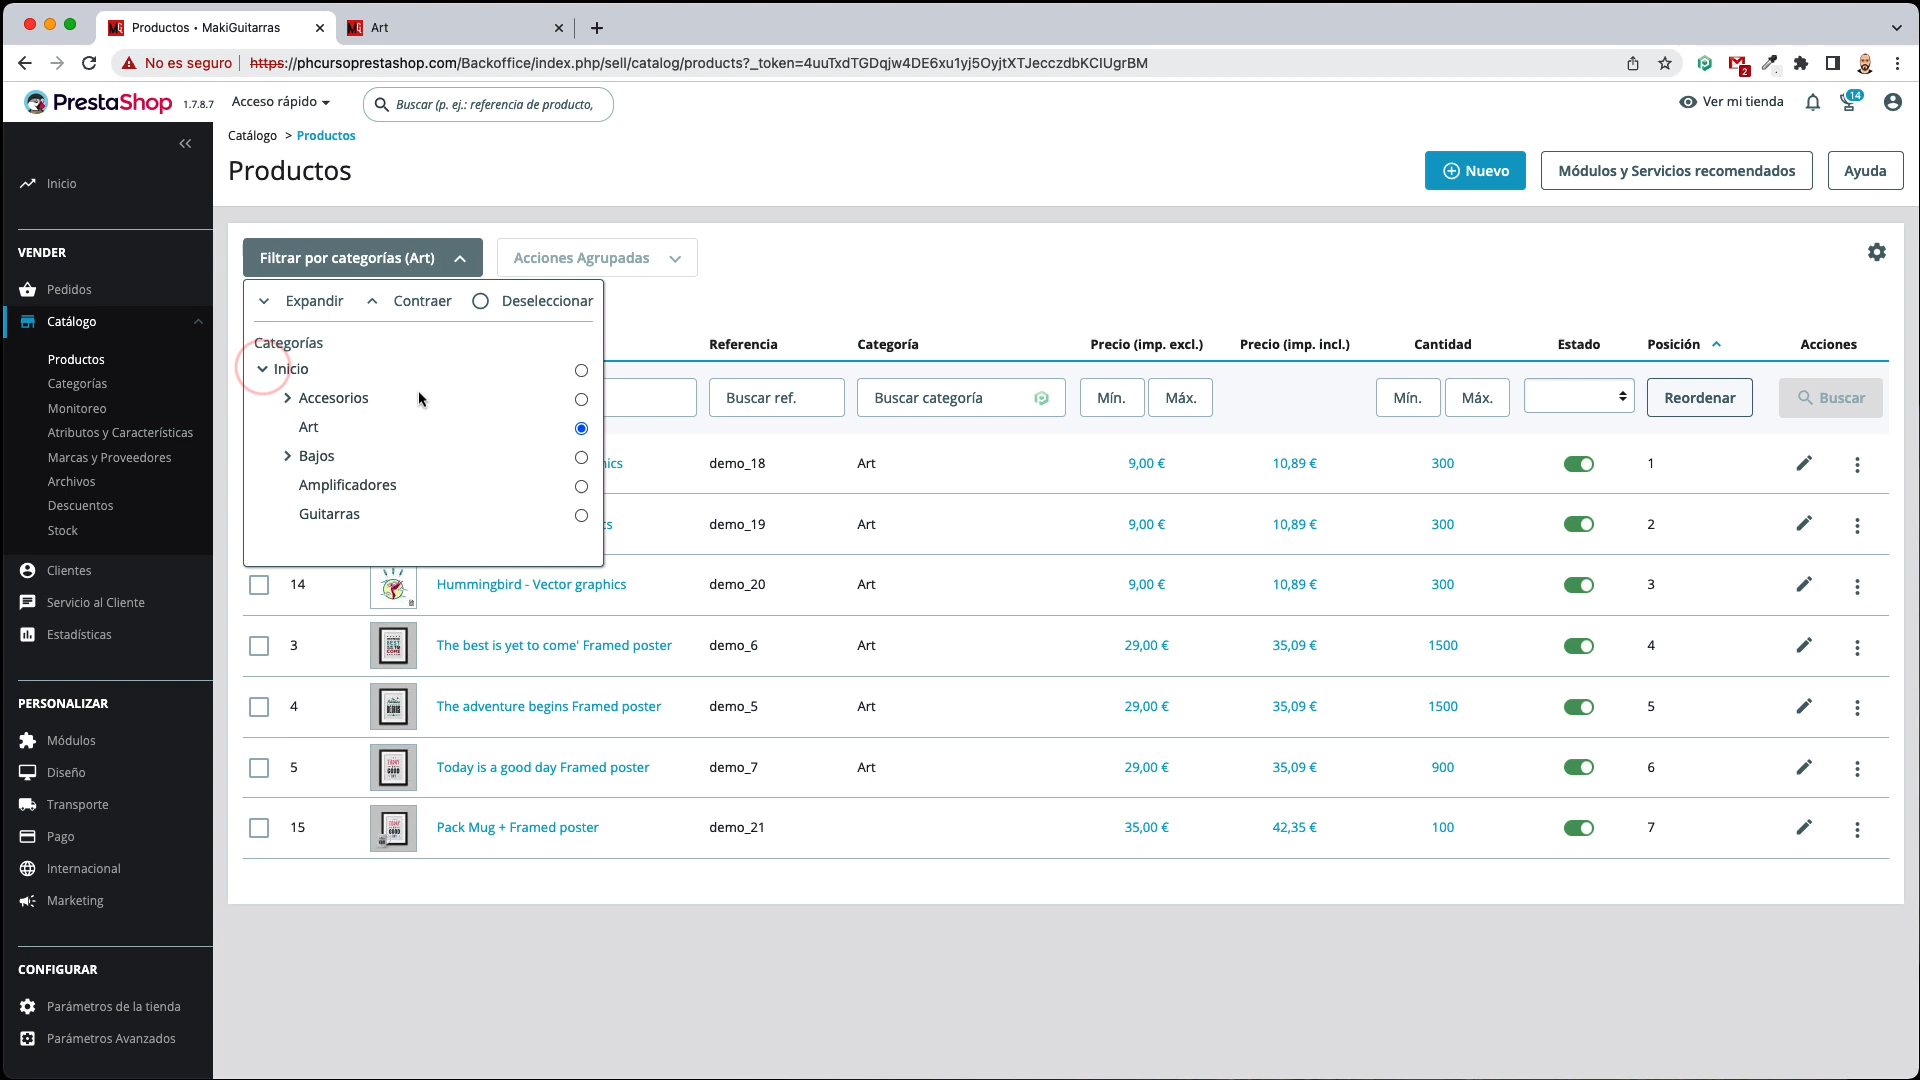 Productos • MakiGuitarras
Art
No es seguro
https://phcursoprestashop.com/Backoffice/index.php/sell/catalog/products?_token=4uuTxdTGDqjw4DE6xu1yj5OyjtXTJecczdbKCIUgrBM
2
PrestaShop 1.7.8.7
Acceso rápido
Buscar (p. ej.: referencia de producto,
Ver mi tienda
14
Catálogo > Productos
Productos
Nuevo
Módulos y Servicios recomendados
Ayuda
Inicio
VENDER
Pedidos
Catálogo
Productos
Categorías
Monitoreo
Atributos y Características
Marcas y Proveedores
Archivos
Descuentos
Stock
Clientes
Servicio al Cliente
Estadísticas
PERSONALIZAR
Módulos
Diseño
Transporte
Pago
Internacional
Marketing
CONFIGURAR
Parámetros de la tienda
Parámetros Avanzados
Filtrar por categorías (Art)
Acciones Agrupadas
Expandir Contraer Deseleccionar
Categorías
Inicio
Accesorios
Art
Bajos
Amplificadores
Guitarras
Referencia Categoría Precio (imp. excl.) Precio (imp. incl.) Cantidad Estado Posición Acciones
Buscar ref. Buscar categoría Mín. Máx. Mín. Máx. Reordenar Buscar
ics demo_18 Art 9,00 € 10,89 € 300 1
cs demo_19 Art 9,00 € 10,89 € 300 2
14 Hummingbird - Vector graphics demo_20 Art 9,00 € 10,89 € 300 3
3 The best is yet to come' Framed poster demo_6 Art 29,00 € 35,09 € 1500 4
4 The adventure begins Framed poster demo_5 Art 29,00 € 35,09 € 1500 5
5 Today is a good day Framed poster demo_7 Art 29,00 € 35,09 € 900 6
15 Pack Mug + Framed poster demo_21 35,00 € 42,35 € 100 7